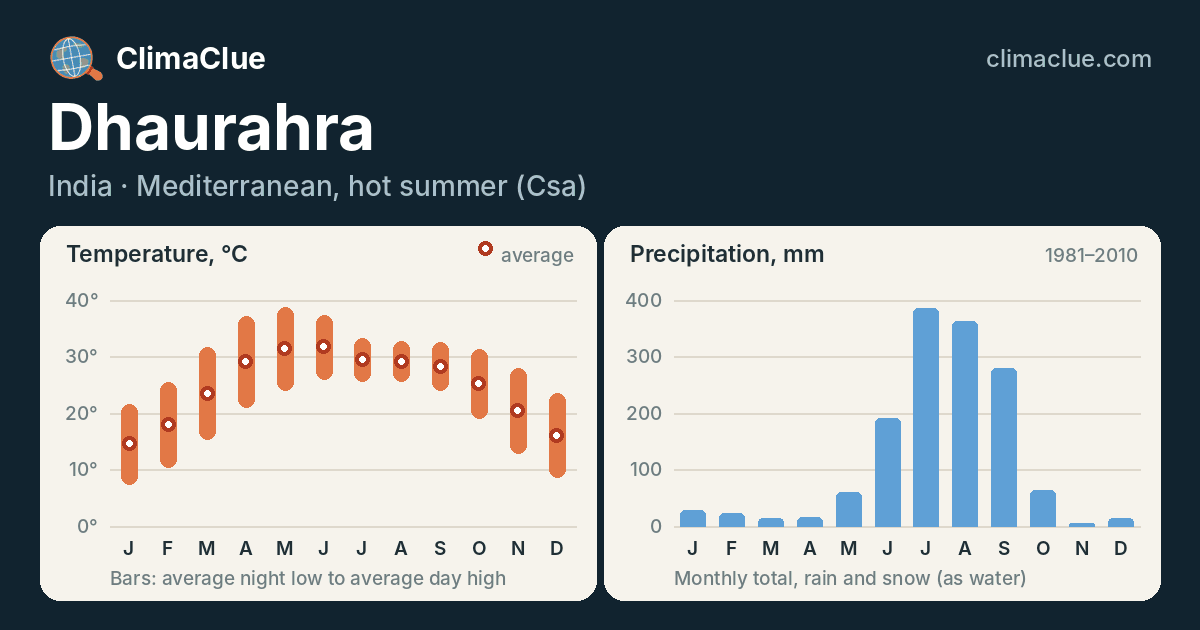 ClimaClue
climaclue.com
Dhaurahra
India · Mediterranean, hot summer (Csa)
Temperature, °C
average
40°
30°
20°
10°
0°
J F M A M J J A S O N D
Bars: average night low to average day high
Precipitation, mm
1981–2010
400
300
200
100
0
J F M A M J J A S O N D
Monthly total, rain and snow (as water)